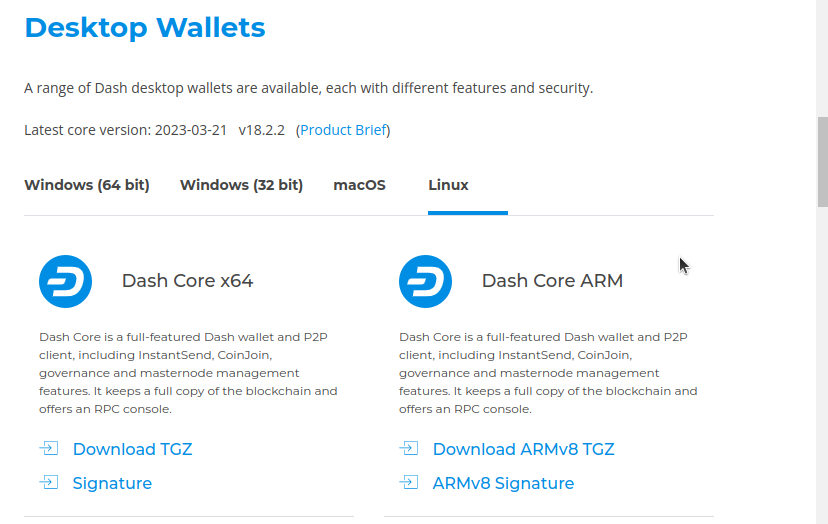 Desktop Wallets
A range of Dash desktop wallets are available, each with different features and security.
Latest core version: 2023-03-21 v18.2.2 (Product Brief)
Windows (64 bit) Windows (32 bit) macOS Linux
Dash Core x64
Dash Core is a full-featured Dash wallet and P2P
client, including InstantSend, CoinJoin,
governance and masternode management
features. It keeps a full copy of the blockchain and
offers an RPC console.
Download TGZ
Signature
Dash Core ARM
Dash Core is a full-featured Dash wallet and P2P
client, including InstantSend, CoinJoin,
governance and masternode management
features. It keeps a full copy of the blockchain and
offers an RPC console.
Download ARMv8 TGZ
ARMv8 Signature